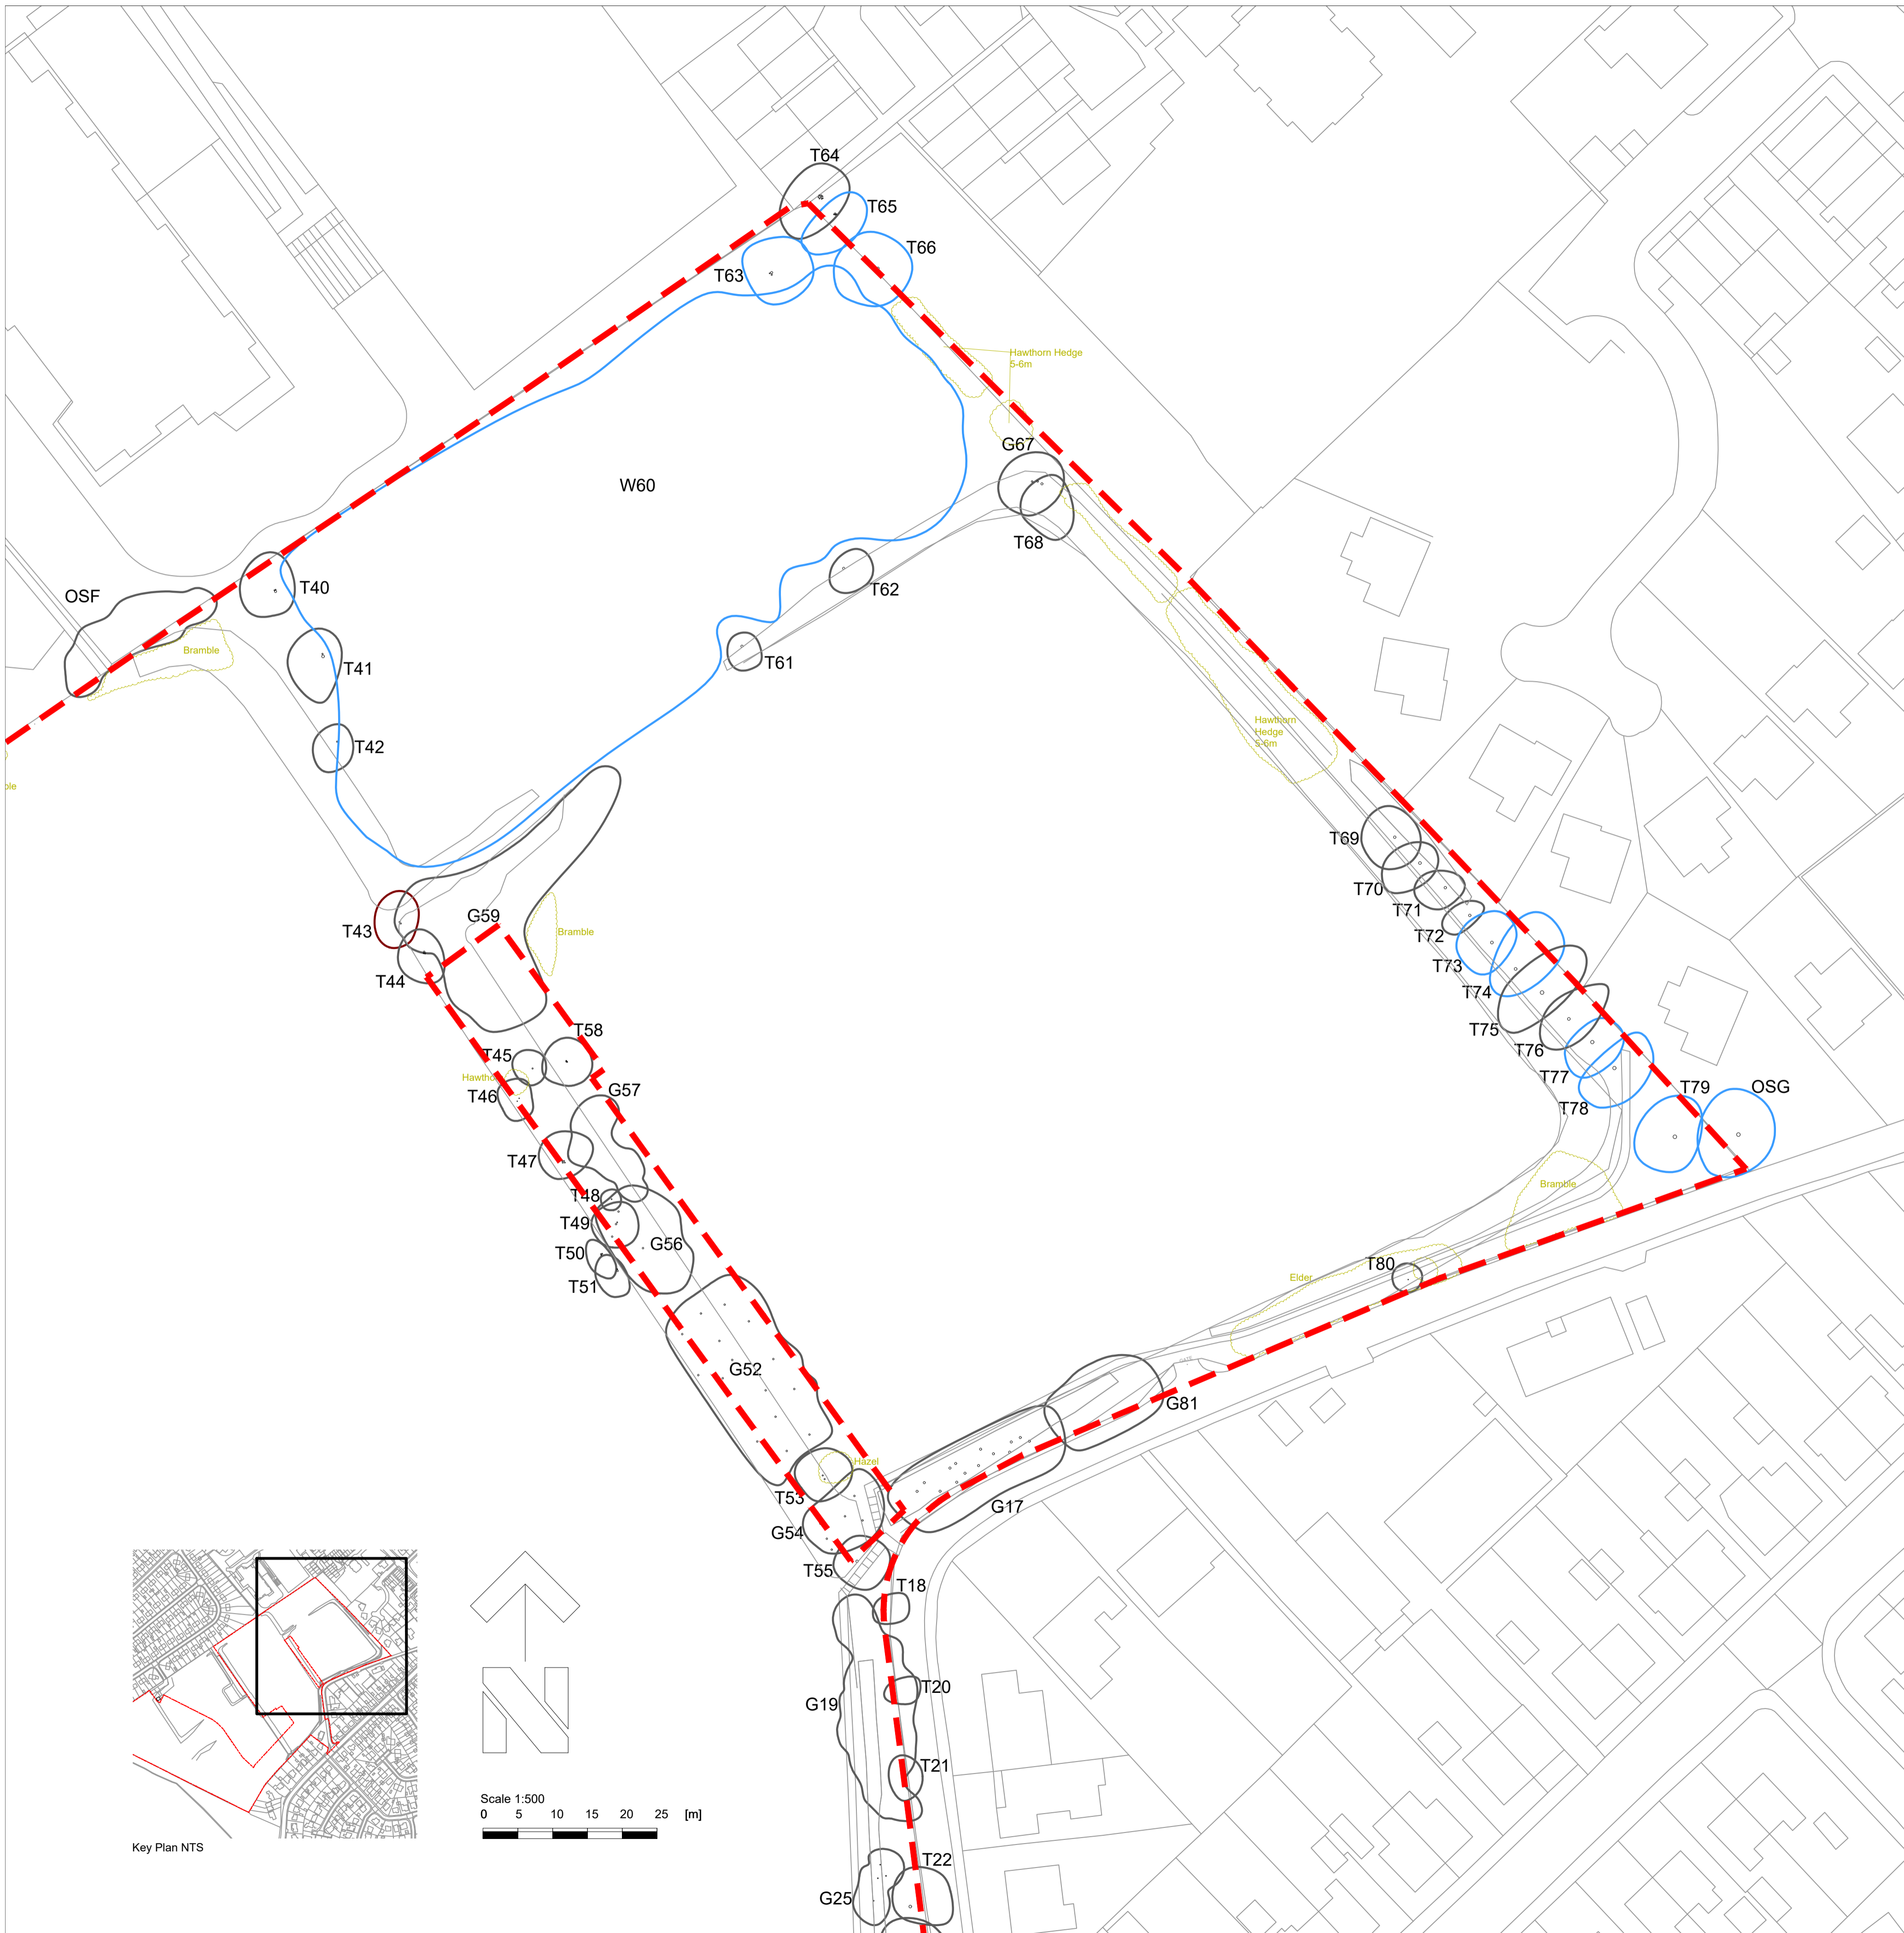 T64
T65
T66
T63
Hawthorn Hedge
5-6m
G67
W60
T68
OSF
T40
T62
Bramble
T41
T61
T42
Hawthorn
Hedge
5-6m
T69
T70
T71
T72
T73
T74
T75
T76
T77
T78
T79
OSG
G59
T43
Bramble
T44
T58
T45
T46
G57
T47
T48
T49
G56
T50
T51
Bramble
T80
Elder
G52
G81
Hazel
T53
G17
G54
T55
T18
G19
T20
T21
T22
G25
Scale 1:500
0 5 10 15 20 25 [m]
Key Plan NTS